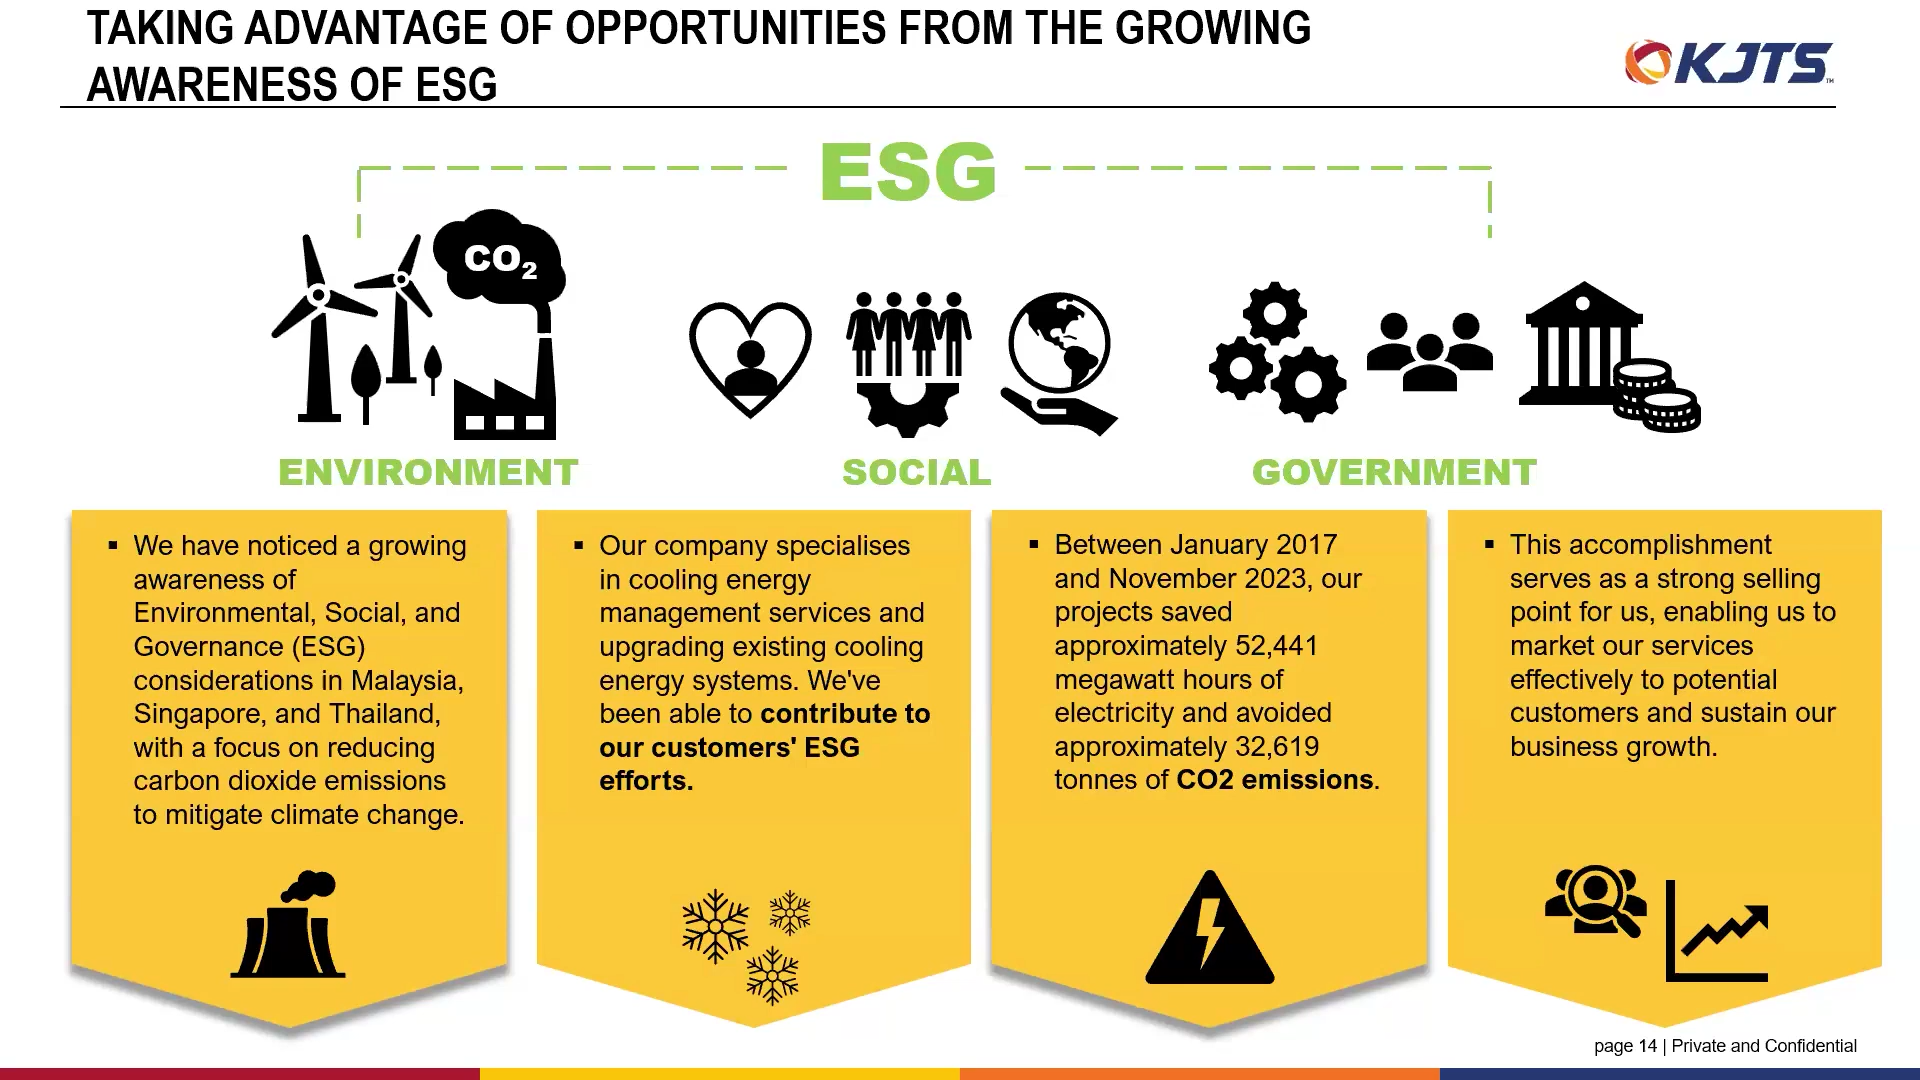 TAKING ADVANTAGE OF OPPORTUNITIES FROM THE GROWING
AWARENESS OF ESG
KJTS
TM
ESG
CO2
ENVIRONMENT
SOCIAL
GOVERNMENT
▪ We have noticed a growing
awareness of
Environmental, Social, and
Governance (ESG)
considerations in Malaysia,
Singapore, and Thailand,
with a focus on reducing
carbon dioxide emissions
to mitigate climate change.
▪ Our company specialises
in cooling energy
management services and
upgrading existing cooling
energy systems. We've
been able to contribute to
our customers' ESG
efforts.
▪ Between January 2017
and November 2023, our
projects saved
approximately 52,441
megawatt hours of
electricity and avoided
approximately 32,619
tonnes of CO2 emissions.
▪ This accomplishment
serves as a strong selling
point for us, enabling us to
market our services
effectively to potential
customers and sustain our
business growth.
page 14 | Private and Confidential